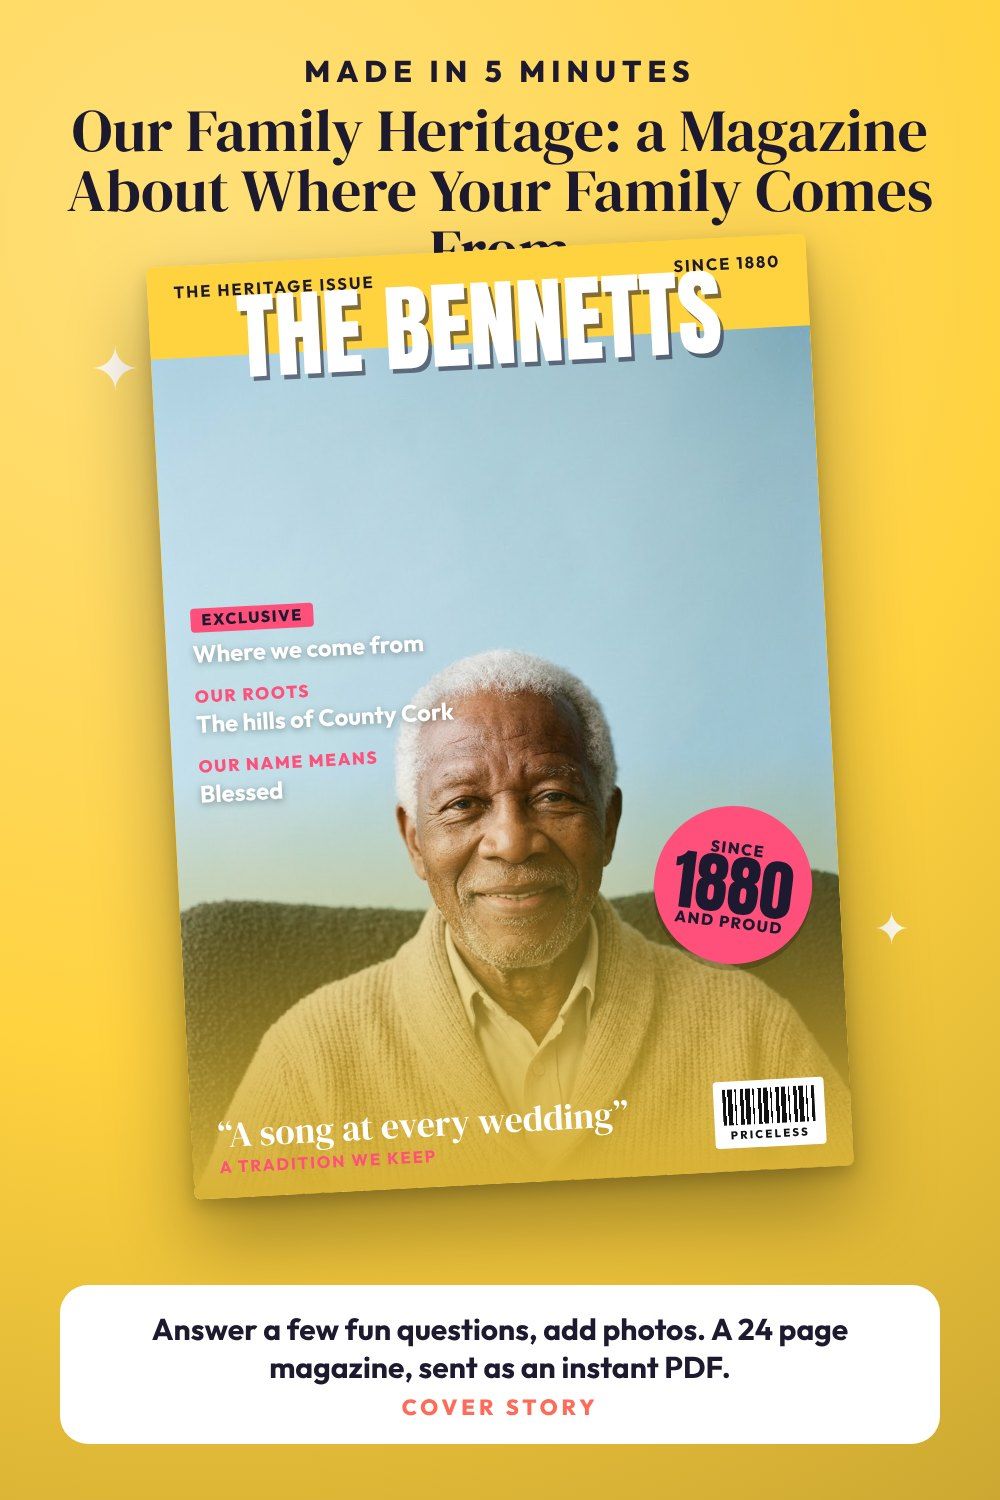 MADE IN 5 MINUTES
Our Family Heritage: a Magazine
About Where Your Family Comes
From
THE HERITAGE ISSUE
SINCE 1880
THE BENNETTS
EXCLUSIVE
Where we come from
OUR ROOTS
The hills of County Cork
OUR NAME MEANS
Blessed
SINCE
1880
AND PROUD
“A song at every wedding”
A TRADITION WE KEEP
PRICELESS
Answer a few fun questions, add photos. A 24 page
magazine, sent as an instant PDF.
COVER STORY